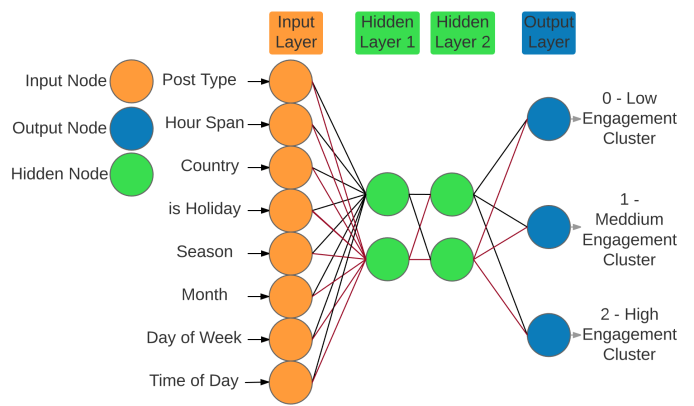 Input
Layer
Hidden
Layer 1
Hidden
Layer 2
Output
Layer
Input Node
Output Node
Hidden Node
Post Type
Hour Span
Country
is Holiday
Season
Month
Day of Week
Time of Day
0 - Low
Engagement
Cluster
1 -
Meddium
Engagement
Cluster
2 - High
Engagement
Cluster